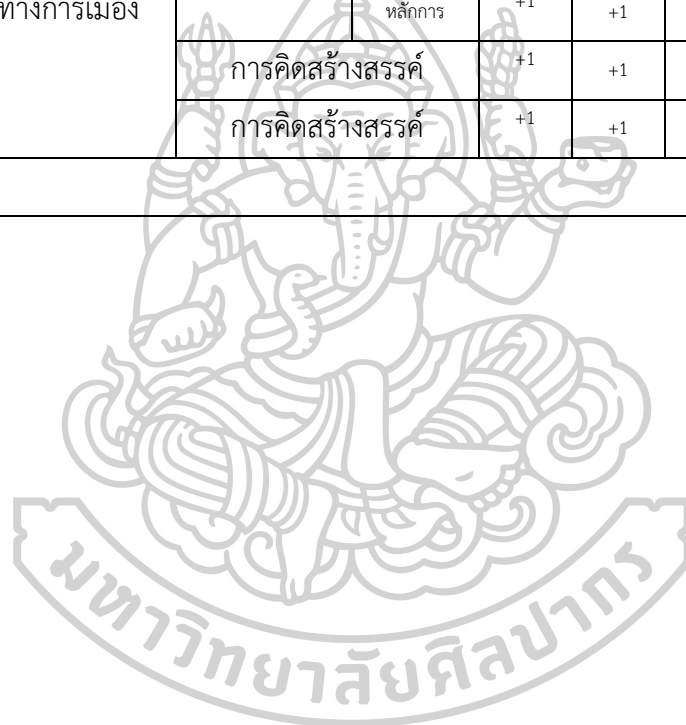 ทางการเมือง หลักการ +1 +1
การคิดสร้างสรรค์ +1 +1
การคิดสร้างสรรค์ +1 +1
มหาวิทยาลัยศิลปากร